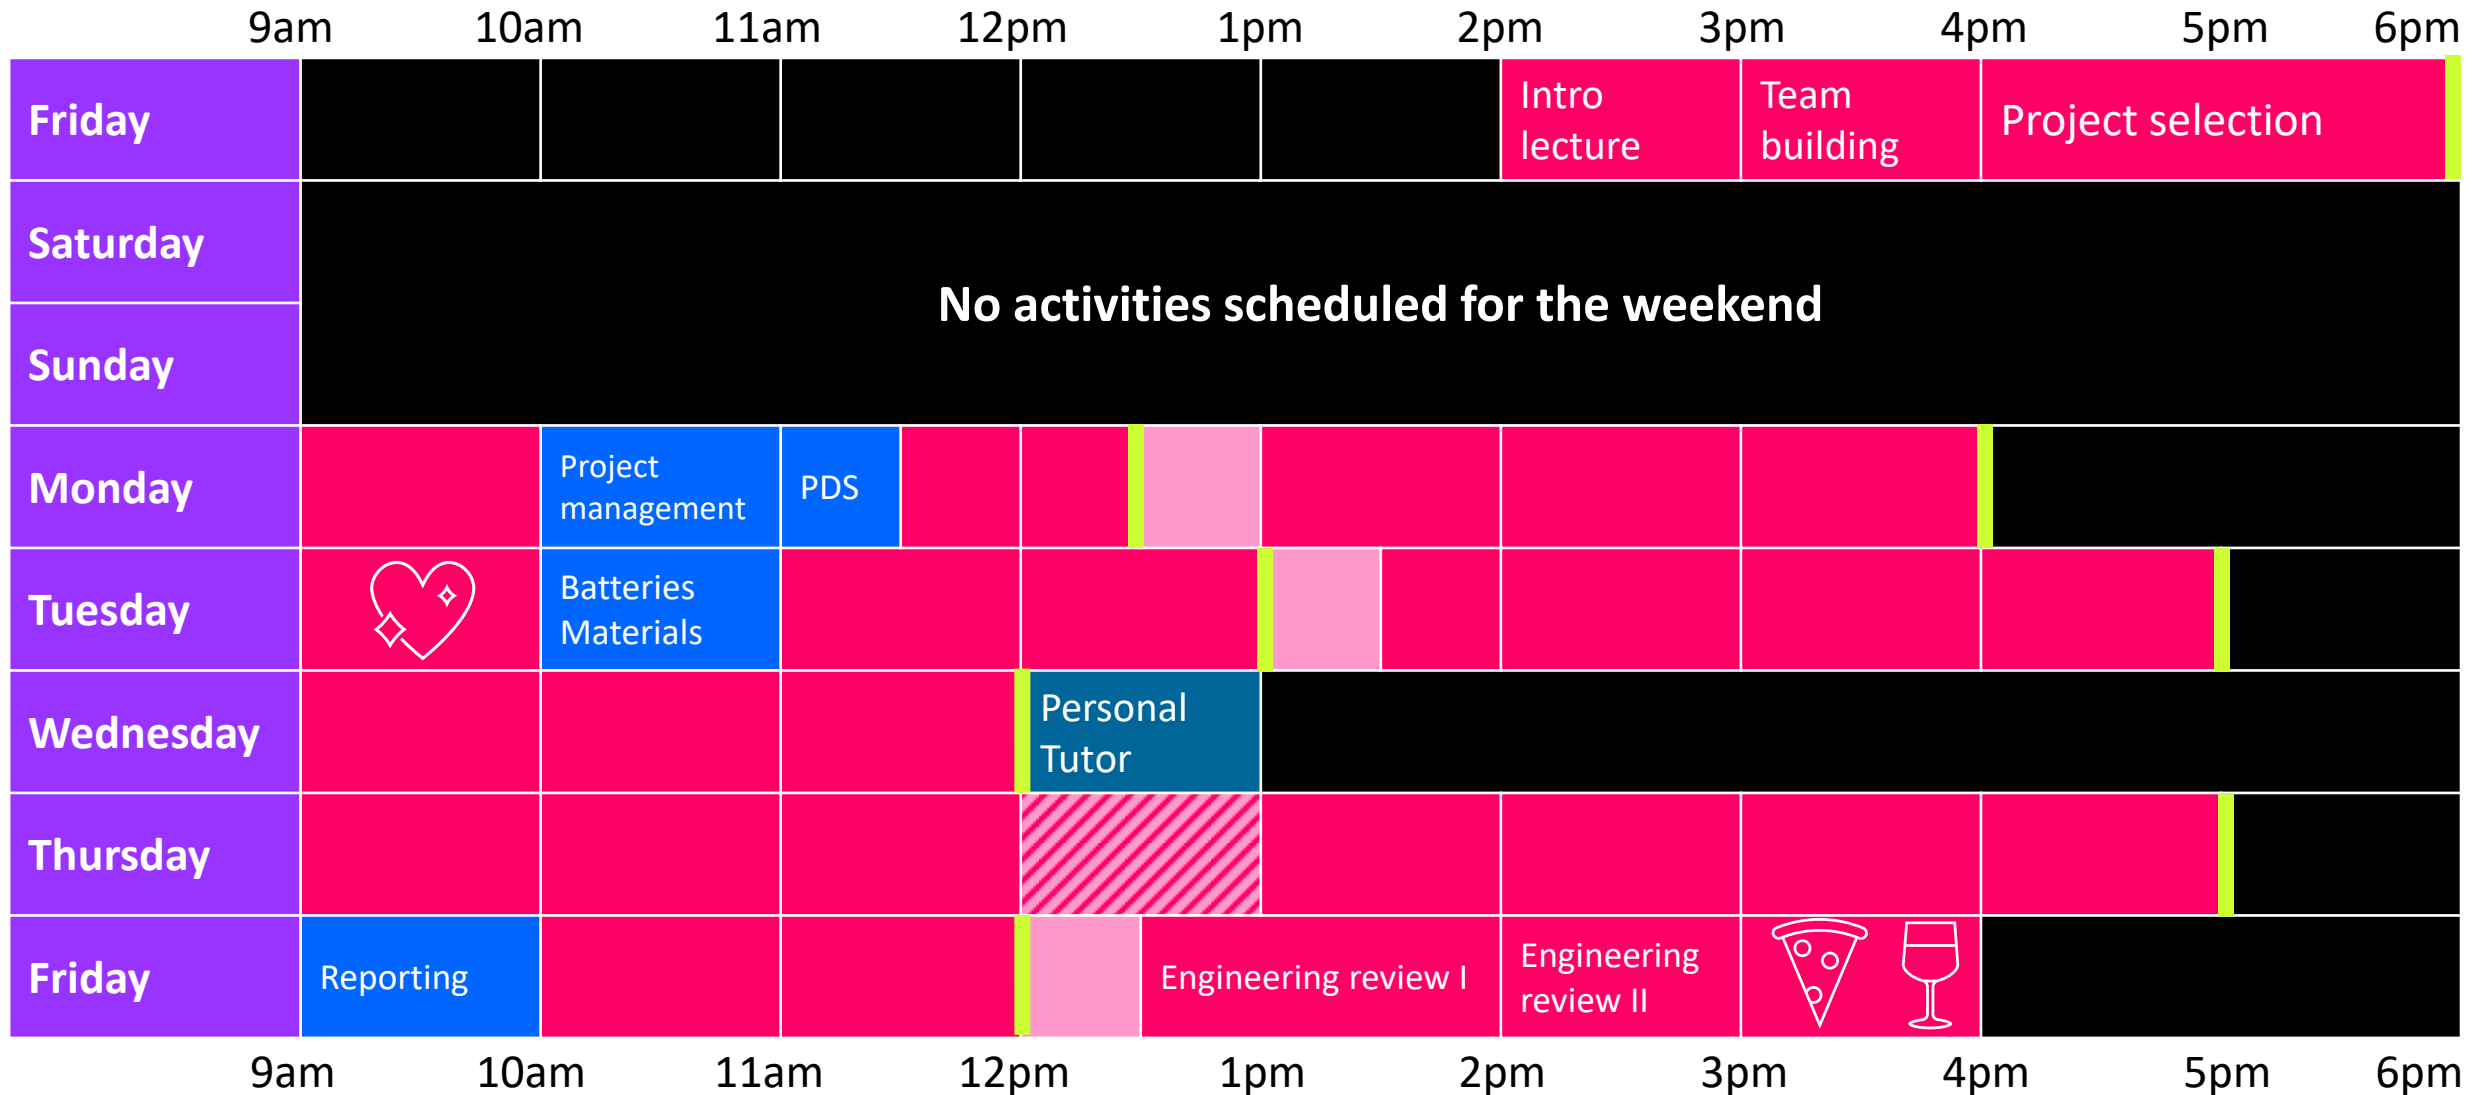 9am 10am 11am 12pm 1pm 2pm 3pm 4pm 5pm 6pm
Friday
Intro
lecture
Team
building
Project selection
Saturday
No activities scheduled for the weekend
Sunday
Monday
Project
management
PDS
Tuesday
Batteries
Materials
Wednesday
Personal
Tutor
Thursday
Friday
Reporting
Engineering review I
Engineering
review II
9am 10am 11am 12pm 1pm 2pm 3pm 4pm 5pm 6pm